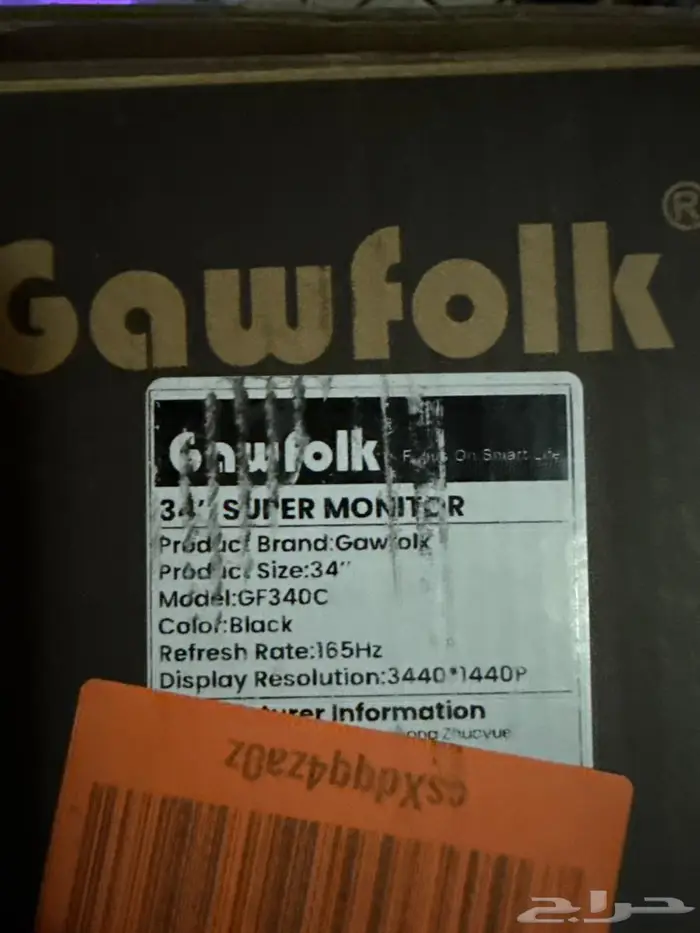 Gawfolk®
Gawfolk Focus On Smart Life
34" SUPER MONITOR
Product Brand:Gawfolk
Product Size:34"
Model:GF340C
Color:Black
Refresh Rate:165Hz
Display Resolution:3440*1440P
Information
csXdqq4za0z
حراج